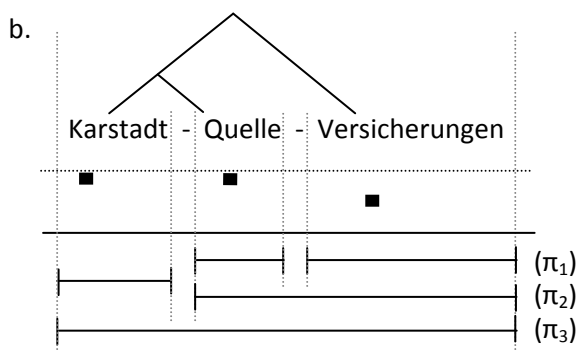 b.
Karstadt - Quelle - Versicherungen
(π₁)
(π₂)
(π₃)